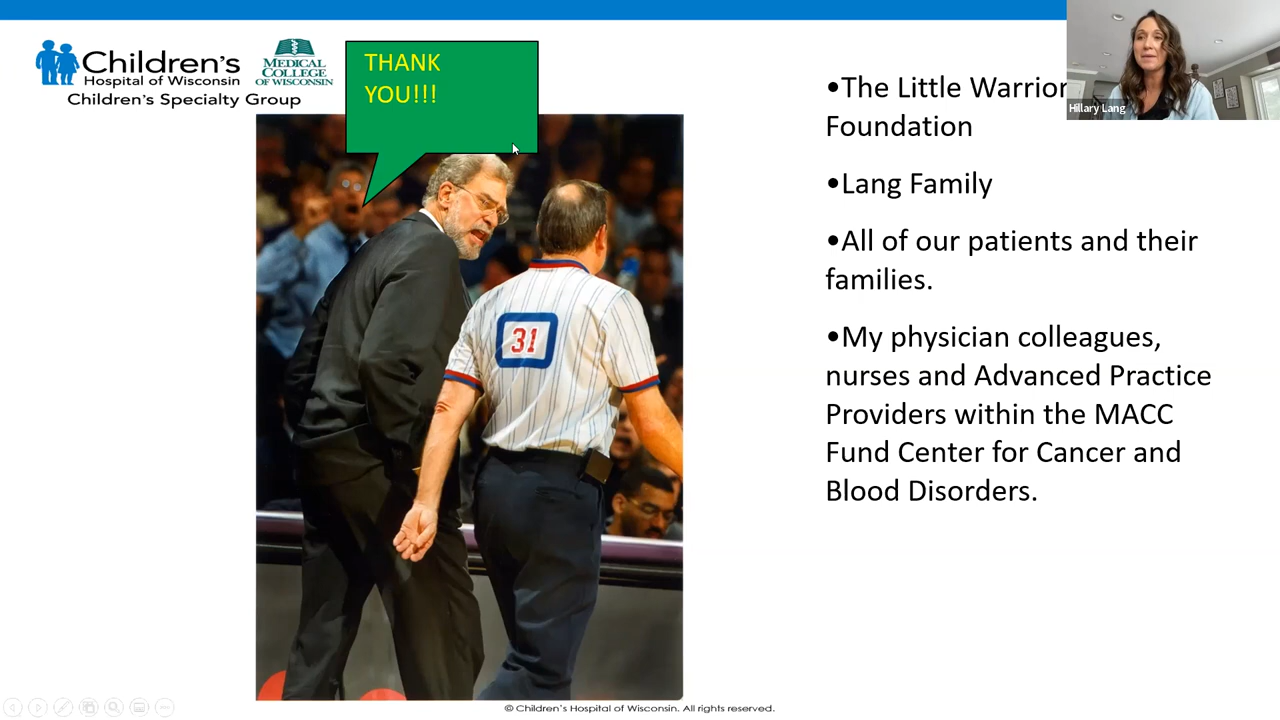 Children's
Hospital of Wisconsin
Children's Specialty Group
MEDICAL
COLLEGE
OF WISCONSIN
THANK
YOU!!!
31
•The Little Warrior
Foundation
•Lang Family
•All of our patients and their
families.
•My physician colleagues,
nurses and Advanced Practice
Providers within the MACC
Fund Center for Cancer and
Blood Disorders.
Hillary Lang
© Children's Hospital of Wisconsin. All rights reserved.